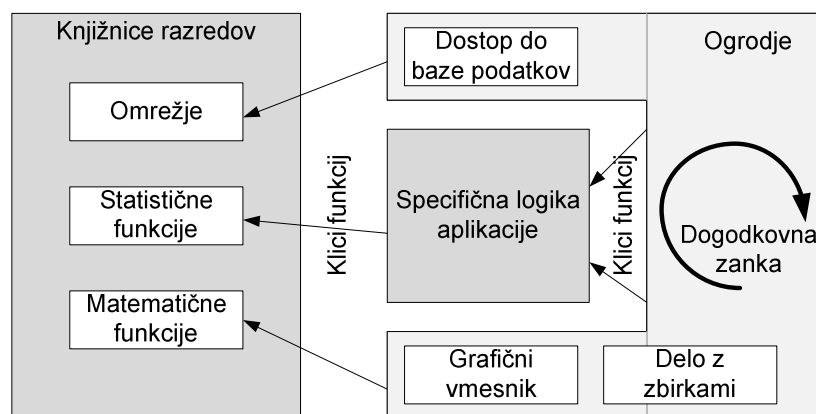 Knjižnice razredov
Omrežje
Statistične
funkcije
Matematične
funkcije
Klici funkcij
Dostop do
baze podatkov
Specifična logika
aplikacije
Grafični
vmesnik
Klici funkcij
Ogrodje
Dogodkovna
zanka
Delo z
zbirkami